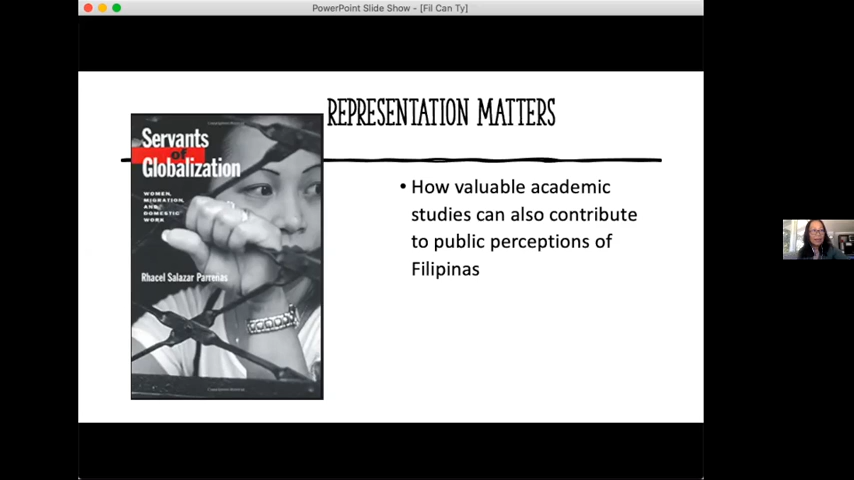 PowerPoint Slide Show - [Fil Can Ty]
REPRESENTATION MATTERS
Servants
of
Globalization
WOMEN,
MIGRATION,
AND
DOMESTIC
WORK
Rhacel Salazar Parreñas
• How valuable academic
studies can also contribute
to public perceptions of
Filipinas